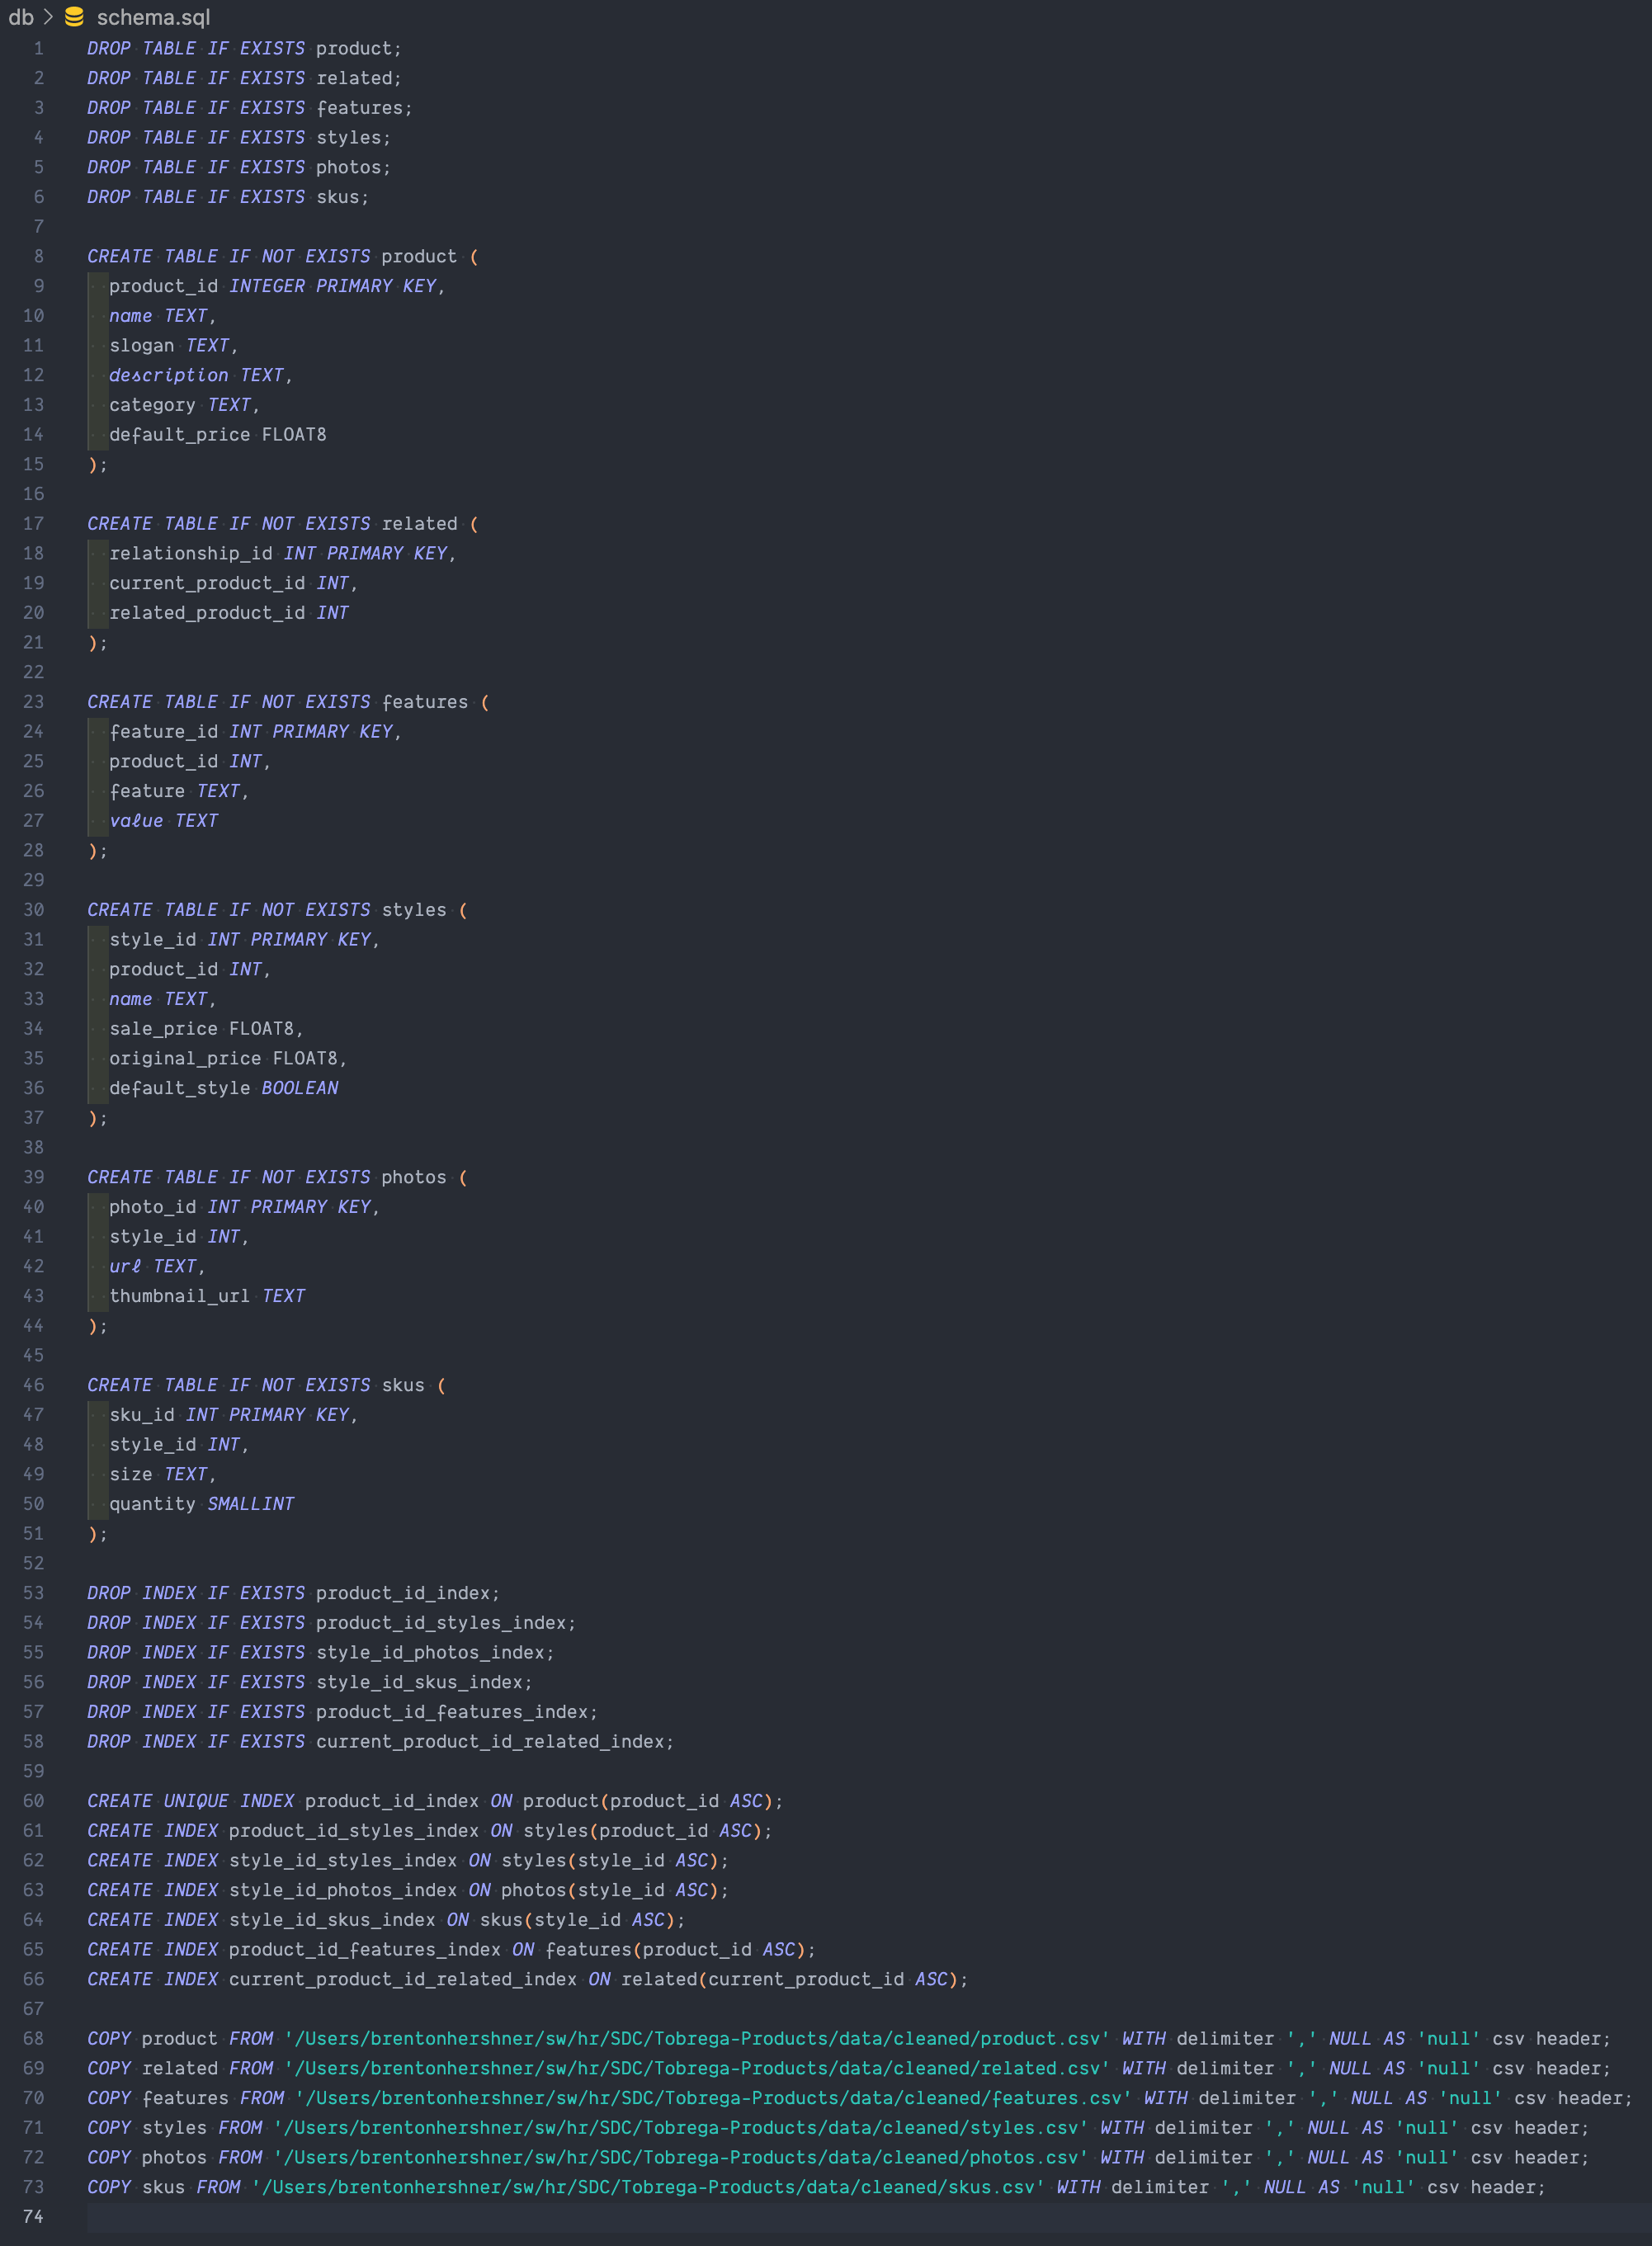 db > schema.sql
1 DROP TABLE IF EXISTS product;
2 DROP TABLE IF EXISTS related;
3 DROP TABLE IF EXISTS features;
4 DROP TABLE IF EXISTS styles;
5 DROP TABLE IF EXISTS photos;
6 DROP TABLE IF EXISTS skus;
7
8 CREATE TABLE IF NOT EXISTS product (
9 product_id INTEGER PRIMARY KEY,
10 name TEXT,
11 slogan TEXT,
12 description TEXT,
13 category TEXT,
14 default_price FLOAT8
15 );
16
17 CREATE TABLE IF NOT EXISTS related (
18 relationship_id INT PRIMARY KEY,
19 current_product_id INT,
20 related_product_id INT
21 );
22
23 CREATE TABLE IF NOT EXISTS features (
24 feature_id INT PRIMARY KEY,
25 product_id INT,
26 feature TEXT,
27 value TEXT
28 );
29
30 CREATE TABLE IF NOT EXISTS styles (
31 style_id INT PRIMARY KEY,
32 product_id INT,
33 name TEXT,
34 sale_price FLOAT8,
35 original_price FLOAT8,
36 default_style BOOLEAN
37 );
38
39 CREATE TABLE IF NOT EXISTS photos (
40 photo_id INT PRIMARY KEY,
41 style_id INT,
42 url TEXT,
43 thumbnail_url TEXT
44 );
45
46 CREATE TABLE IF NOT EXISTS skus (
47 sku_id INT PRIMARY KEY,
48 style_id INT,
49 size TEXT,
50 quantity SMALLINT
51 );
52
53 DROP INDEX IF EXISTS product_id_index;
54 DROP INDEX IF EXISTS product_id_styles_index;
55 DROP INDEX IF EXISTS style_id_photos_index;
56 DROP INDEX IF EXISTS style_id_skus_index;
57 DROP INDEX IF EXISTS product_id_features_index;
58 DROP INDEX IF EXISTS current_product_id_related_index;
59
60 CREATE UNIQUE INDEX product_id_index ON product(product_id ASC);
61 CREATE INDEX product_id_styles_index ON styles(product_id ASC);
62 CREATE INDEX style_id_styles_index ON styles(style_id ASC);
63 CREATE INDEX style_id_photos_index ON photos(style_id ASC);
64 CREATE INDEX style_id_skus_index ON skus(style_id ASC);
65 CREATE INDEX product_id_features_index ON features(product_id ASC);
66 CREATE INDEX current_product_id_related_index ON related(current_product_id ASC);
67
68 COPY product FROM '/Users/brentonhershner/sw/hr/SDC/Tobrega-Products/data/cleaned/product.csv' WITH delimiter ',' NULL AS 'null' csv header;
69 COPY related FROM '/Users/brentonhershner/sw/hr/SDC/Tobrega-Products/data/cleaned/related.csv' WITH delimiter ',' NULL AS 'null' csv header;
70 COPY features FROM '/Users/brentonhershner/sw/hr/SDC/Tobrega-Products/data/cleaned/features.csv' WITH delimiter ',' NULL AS 'null' csv header;
71 COPY styles FROM '/Users/brentonhershner/sw/hr/SDC/Tobrega-Products/data/cleaned/styles.csv' WITH delimiter ',' NULL AS 'null' csv header;
72 COPY photos FROM '/Users/brentonhershner/sw/hr/SDC/Tobrega-Products/data/cleaned/photos.csv' WITH delimiter ',' NULL AS 'null' csv header;
73 COPY skus FROM '/Users/brentonhershner/sw/hr/SDC/Tobrega-Products/data/cleaned/skus.csv' WITH delimiter ',' NULL AS 'null' csv header;
74